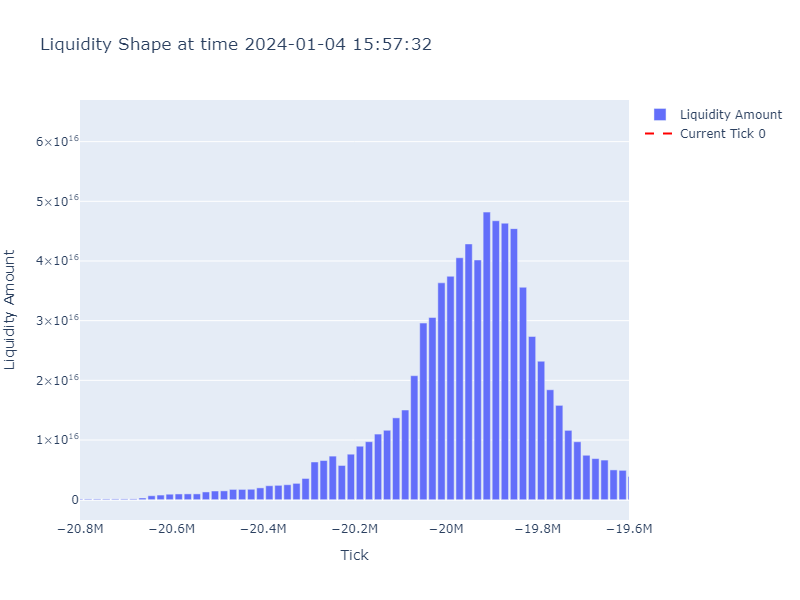 Liquidity Shape at time 2024-01-04 15:57:32
Liquidity Amount
Current Tick 0
6×10¹⁶
5×10¹⁶
4×10¹⁶
3×10¹⁶
2×10¹⁶
1×10¹⁶
0
Liquidity Amount
−20.8M −20.6M −20.4M −20.2M −20M −19.8M −19.6M
Tick